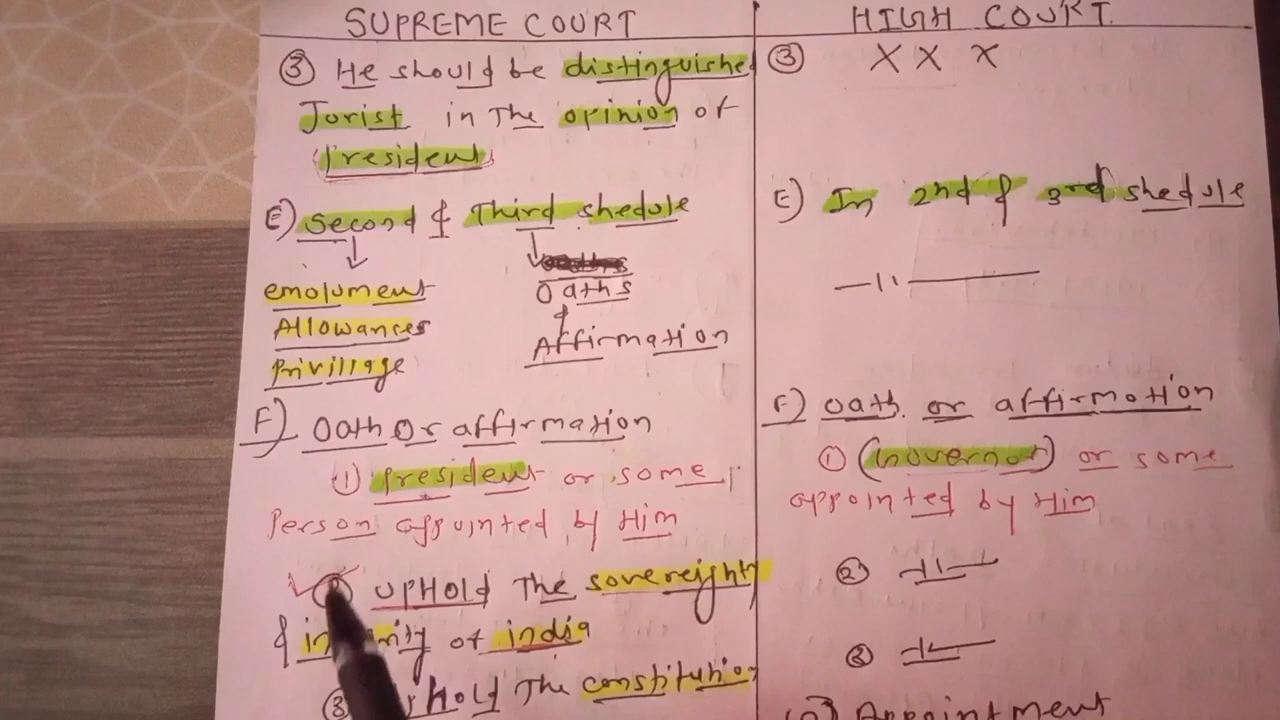 SUPREME COURT
③ He should be distinguishe
Jurist in The opinion of
President
E) Second & Third shedule
emolument
Allowances
Privillage
Oaths
&
Affirmation
F) Oath Or affirmation
① President or some
Person appointed by Him
② UPHold The sovereighty
& of india
③ Hold The constitution
HIGH COURT
③ X X X
E) In 2nd & 3rd shedule
—11—
F) oath or affirmation
① (Governor) or some
appointed by Him
② —11—
③ —11—
(G) Appointment